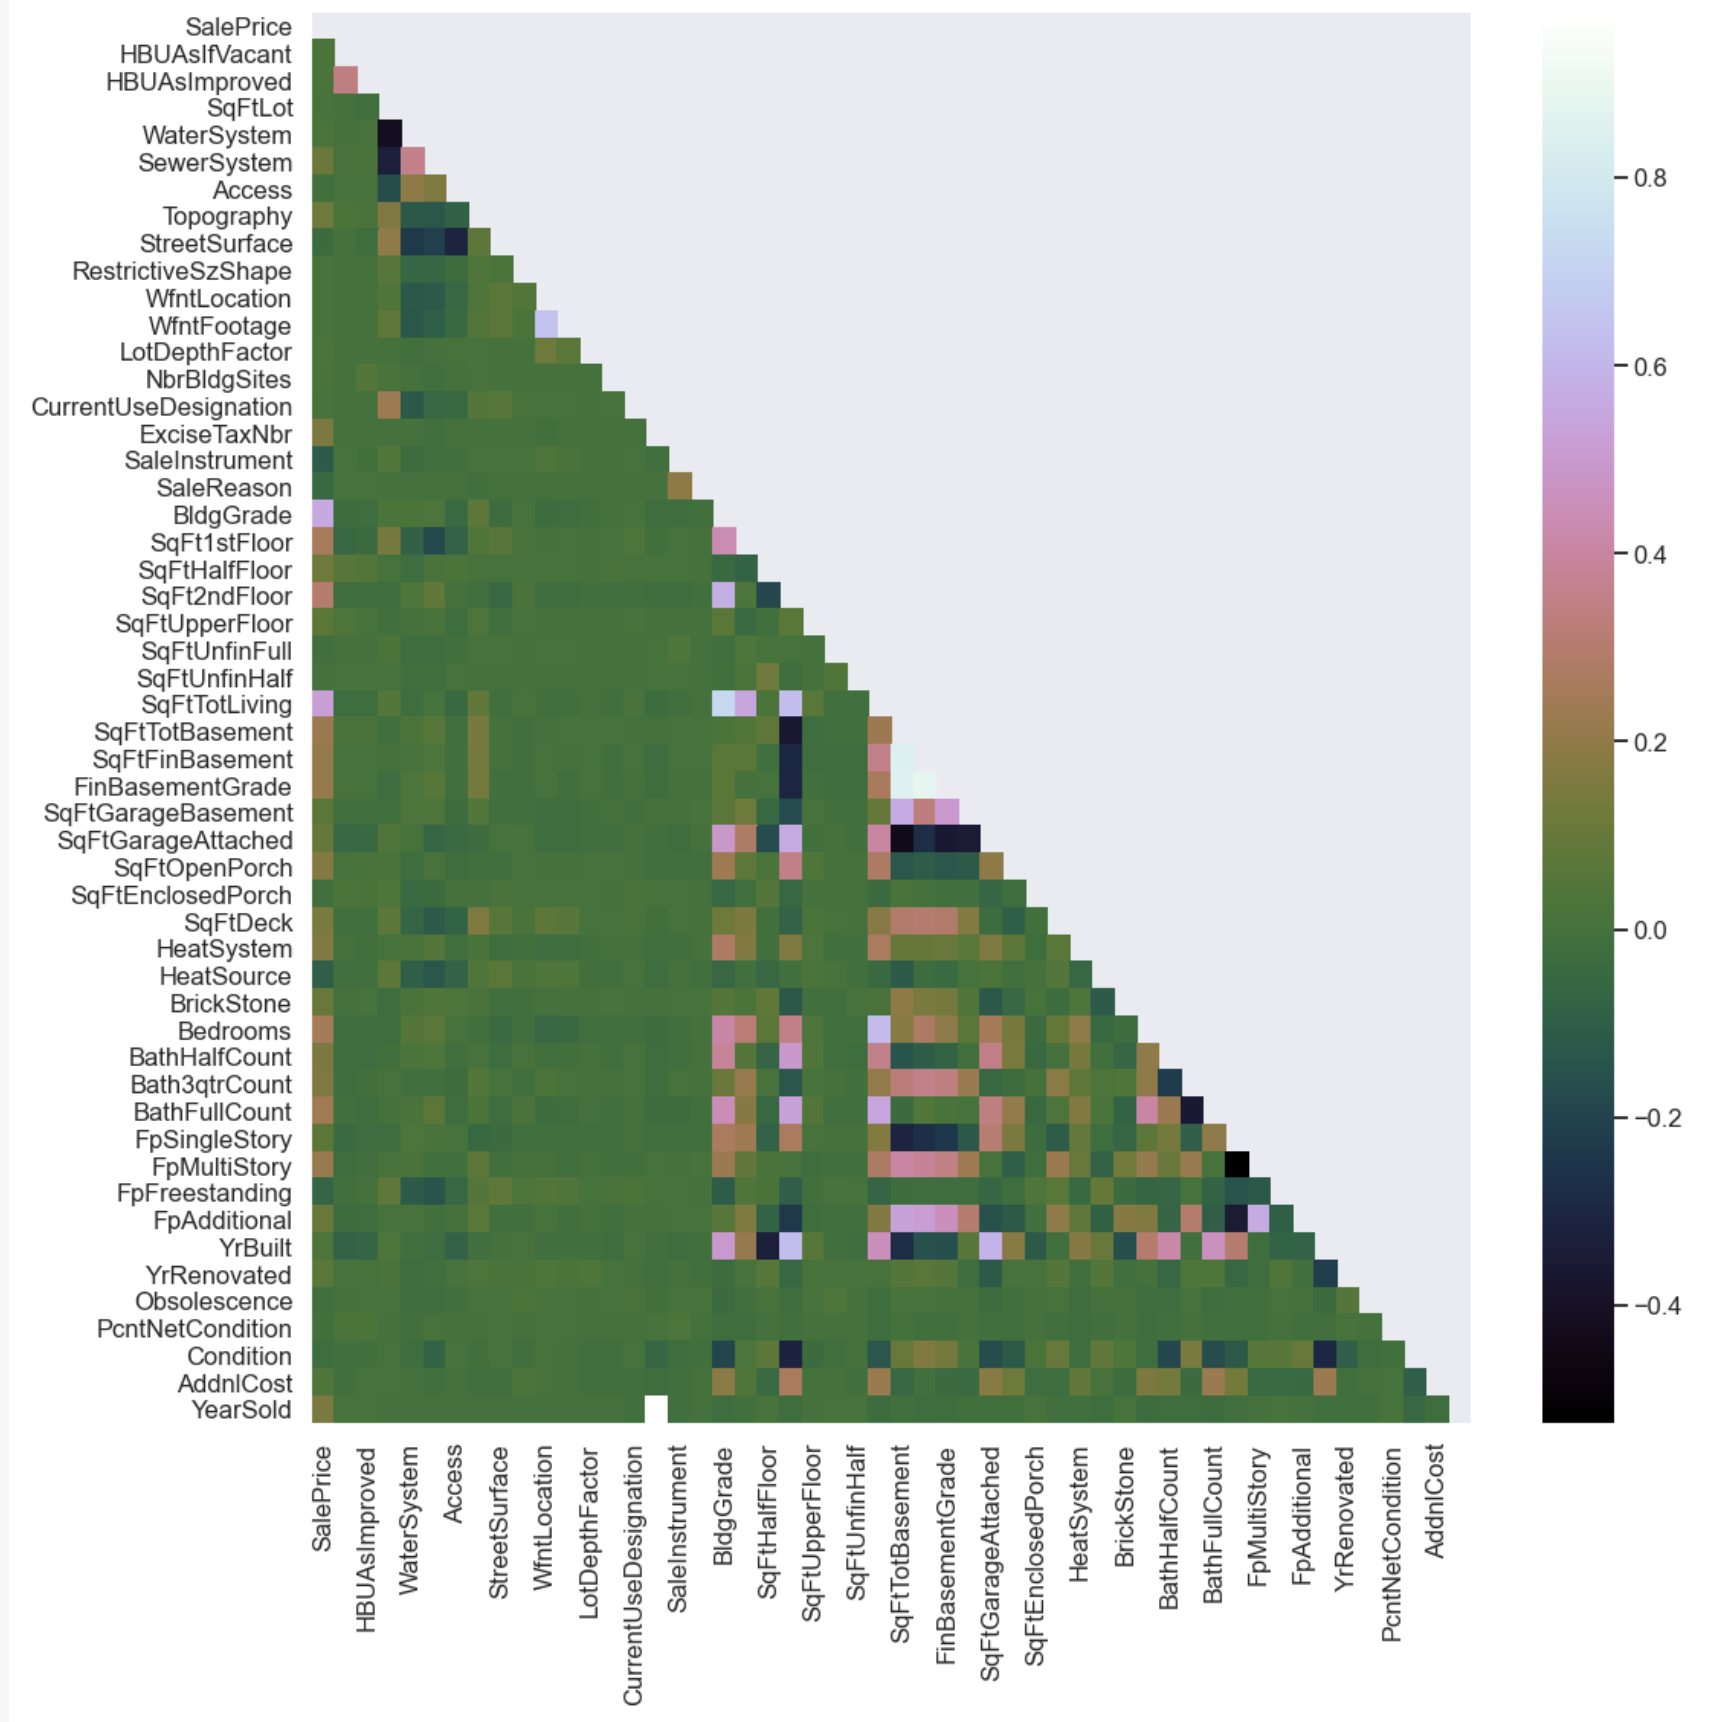 SalePrice
HBUAsIfVacant
HBUAsImproved
SqFtLot
WaterSystem
SewerSystem
Access
Topography
StreetSurface
RestrictiveSzShape
WfntLocation
WfntFootage
LotDepthFactor
NbrBldgSites
CurrentUseDesignation
ExciseTaxNbr
SaleInstrument
SaleReason
BldgGrade
SqFt1stFloor
SqFtHalfFloor
SqFt2ndFloor
SqFtUpperFloor
SqFtUnfinFull
SqFtUnfinHalf
SqFtTotLiving
SqFtTotBasement
SqFtFinBasement
FinBasementGrade
SqFtGarageBasement
SqFtGarageAttached
SqFtOpenPorch
SqFtEnclosedPorch
SqFtDeck
HeatSystem
HeatSource
BrickStone
Bedrooms
BathHalfCount
Bath3qtrCount
BathFullCount
FpSingleStory
FpMultiStory
FpFreestanding
FpAdditional
YrBuilt
YrRenovated
Obsolescence
PcntNetCondition
Condition
AddnlCost
YearSold
SalePrice
HBUAsImproved
WaterSystem
Access
StreetSurface
WfntLocation
LotDepthFactor
CurrentUseDesignation
SaleInstrument
BldgGrade
SqFtHalfFloor
SqFtUpperFloor
SqFtUnfinHalf
SqFtTotBasement
FinBasementGrade
SqFtGarageAttached
SqFtEnclosedPorch
HeatSystem
BrickStone
BathHalfCount
BathFullCount
FpMultiStory
FpAdditional
YrRenovated
PcntNetCondition
AddnlCost
0.8
0.6
0.4
0.2
0.0
−0.2
−0.4